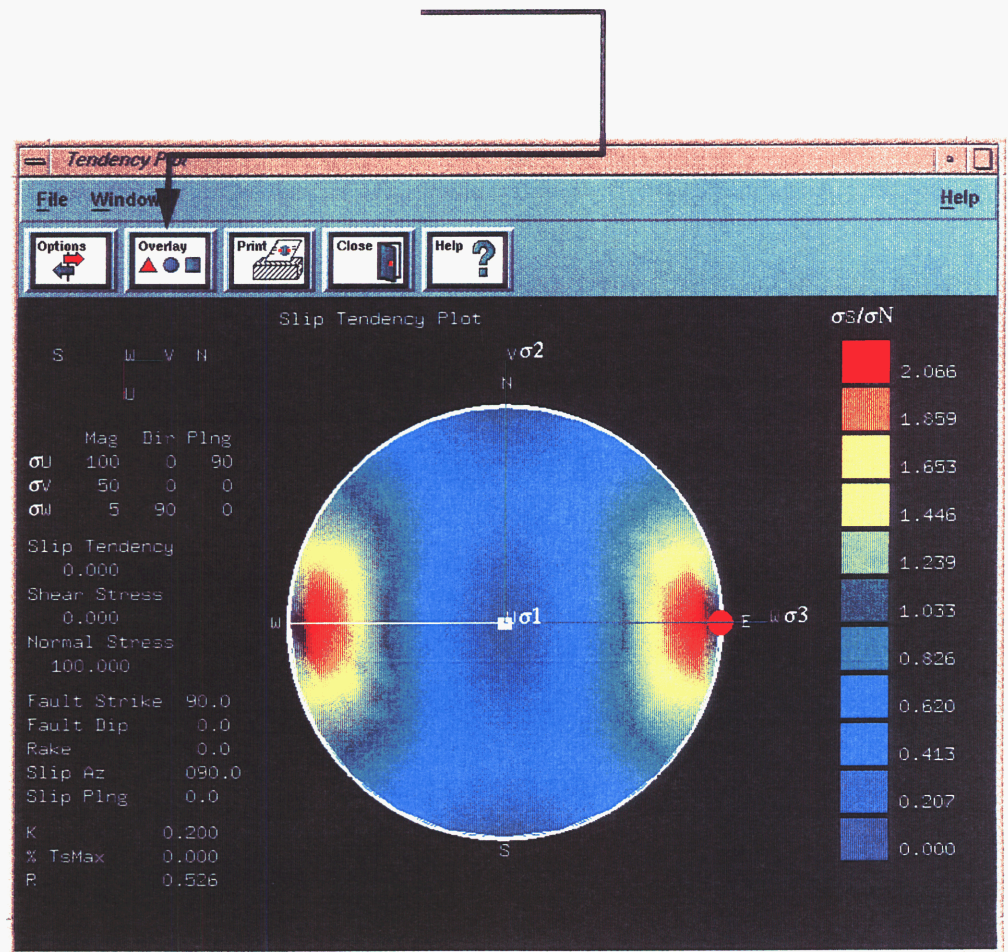 Tendency Plot
File Window Help
Options Overlay Print Close Help ?
Slip Tendency Plot
σS/σN
S W V N
U
Mag Dir Plng
σU 100 0 90
σV 50 0 0
σW 5 90 0
Slip Tendency
0.000
Shear Stress
0.000
Normal Stress
100.000
Fault Strike 90.0
Fault Dip 0.0
Rake 0.0
Slip Az 090.0
Slip Plng 0.0
K 0.200
% TsMax 0.000
R 0.526
V σ2
N
W
U σ1
E
W σ3
S
2.066
1.859
1.653
1.446
1.239
1.033
0.826
0.620
0.413
0.207
0.000